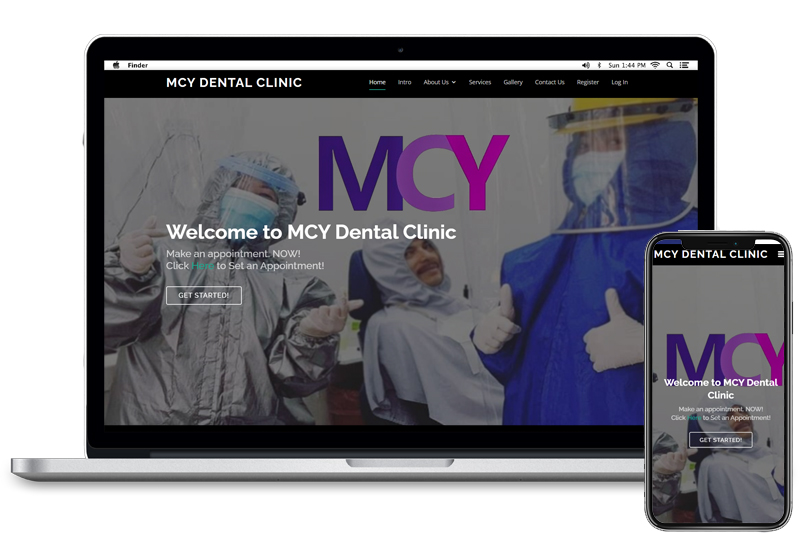 Finder
Sun 1:44 PM
MCY DENTAL CLINIC
Home Intro About Us Services Gallery Contact Us Register Log In
MCY
Welcome to MCY Dental Clinic
Make an appointment. NOW!
Click Here to Set an Appointment!
GET STARTED!
MCY DENTAL CLINIC
MCY
Welcome to MCY Dental
Clinic
Make an appointment. NOW!
Click Here to Set an Appointment!
GET STARTED!